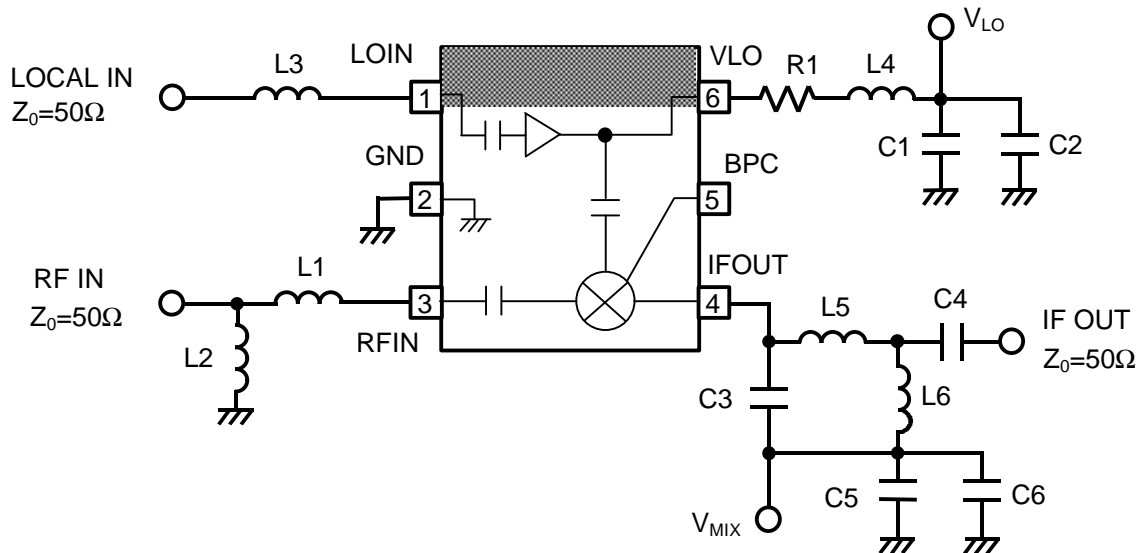 LOCAL IN
Z0=50Ω
L3
LOIN
1
VLO
6
R1
L4
VLO
C1
C2
GND
2
BPC
5
RF IN
Z0=50Ω
L1
L2
3
RFIN
IFOUT
4
L5
C4
IF OUT
Z0=50Ω
C3
L6
C5
C6
VMIX